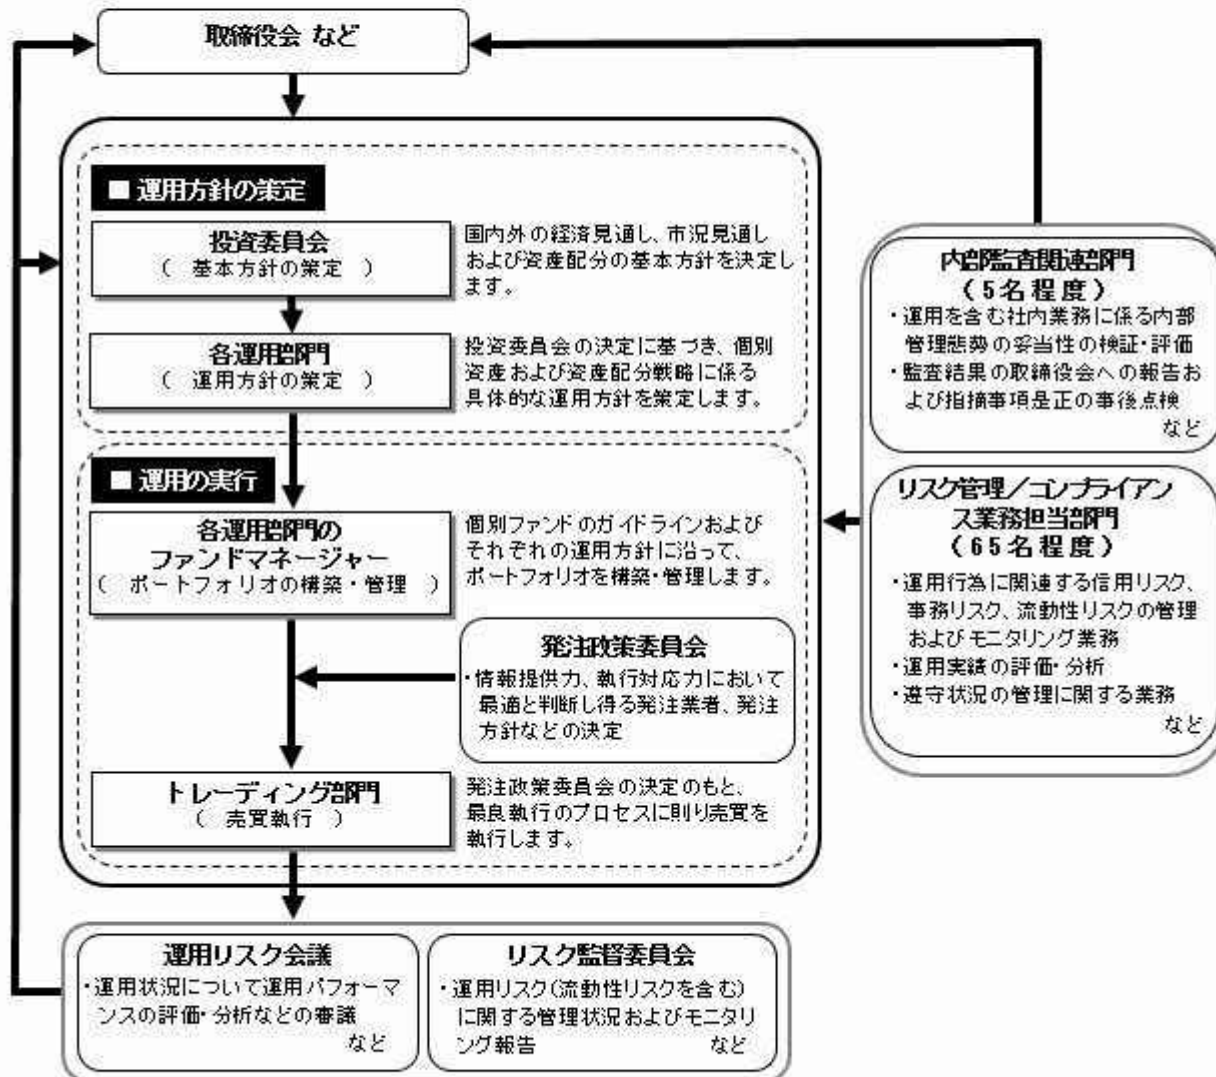 取締役会 など
■ 運用方針の策定
投資委員会
( 基本方針の策定 )
国内外の経済見通し、市況見通し
および資産配分の基本方針を決定し
ます。
各運用部門
( 運用方針の策定 )
投資委員会の決定に基づき、個別
資産および資産配分戦略に係る
具体的な運用方針を策定します。
■ 運用の実行
各運用部門の
ファンドマネージャー
( ポートフォリオの構築・管理 )
個別ファンドのガイドラインおよび
それぞれの運用方針に沿って、
ポートフォリオを構築・管理します。
発注政策委員会
・情報提供力、執行対応力において
最適と判断し得る発注業者、発注
方針などの決定
トレーディング部門
( 売買執行 )
発注政策委員会の決定のもと、
最良執行のプロセスに則り売買を
執行します。
内部監査関連部門
(5名程度)
・運用を含む社内業務に係る内部
管理態勢の妥当性の検証・評価
・監査結果の取締役会への報告お
よび指摘事項是正の事後点検
など
リスク管理/コンプライアン
ス業務担当部門
(65名程度)
・運用行為に関連する信用リスク、
事務リスク、流動性リスクの管理
およびモニタリング業務
・運用実績の評価・分析
・遵守状況の管理に関する業務
など
運用リスク会議
・運用状況について運用パフォーマ
ンスの評価・分析などの審議
など
リスク監督委員会
・運用リスク(流動性リスクを含む)
に関する管理状況およびモニタリ
ング報告 など